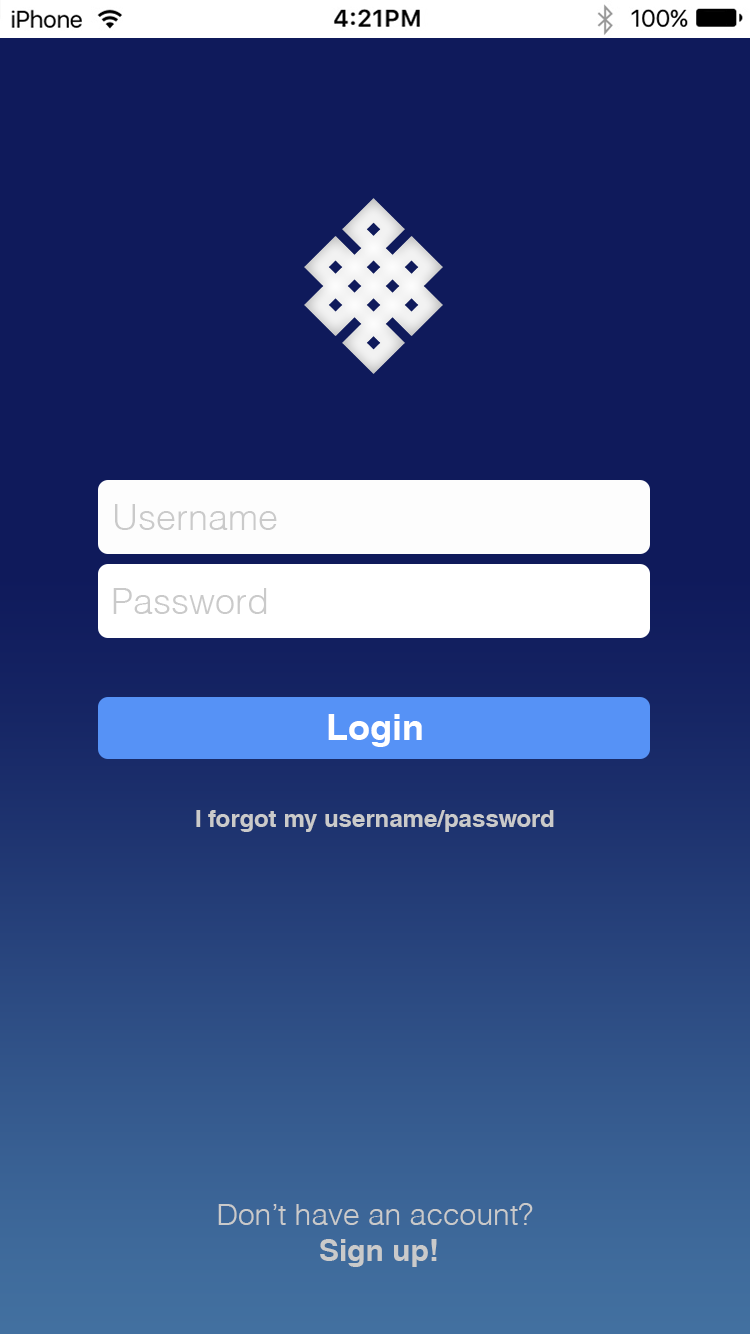 iPhone 4:21PM 100%
Username
Password
Login
I forgot my username/password
Don’t have an account?
Sign up!